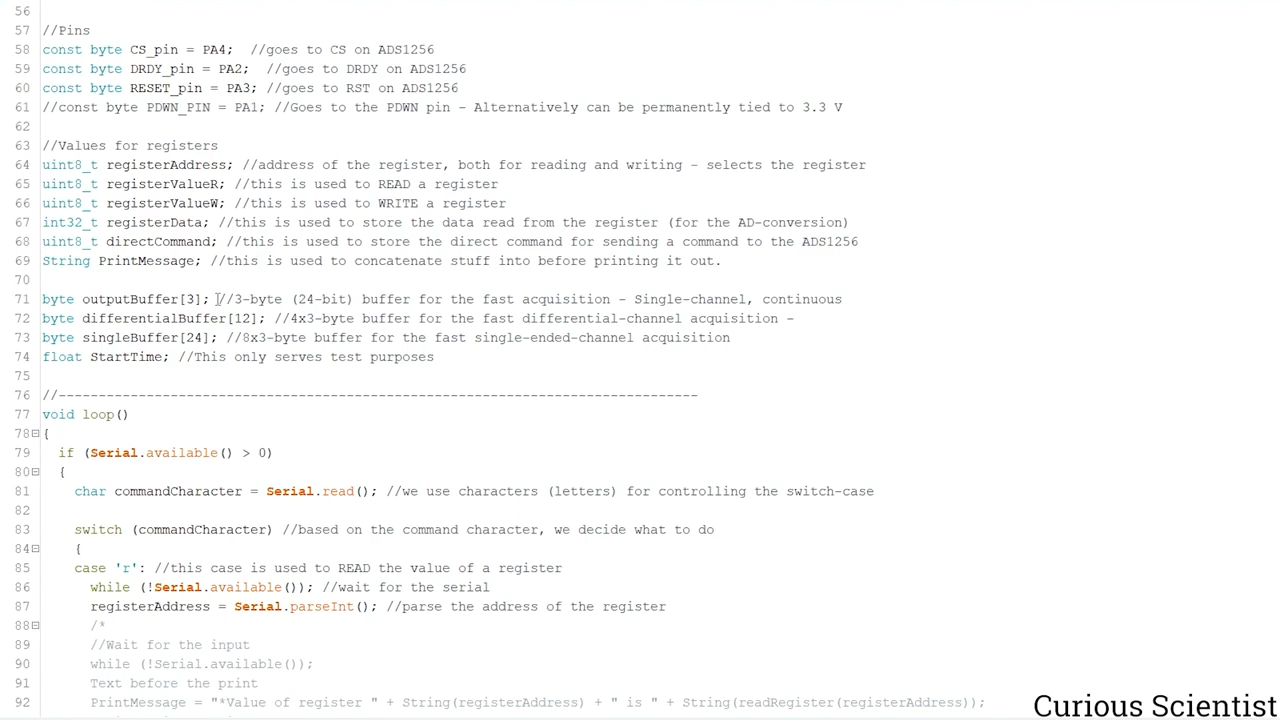 56
57 //Pins
58 const byte CS_pin = PA4;  //goes to CS on ADS1256
59 const byte DRDY_pin = PA2;  //goes to DRDY on ADS1256
60 const byte RESET_pin = PA3; //goes to RST on ADS1256
61 //const byte PDWN_PIN = PA1; //Goes to the PDWN pin - Alternatively can be permanently tied to 3.3 V
62
63 //Values for registers
64 uint8_t registerAddress; //address of the register, both for reading and writing - selects the register
65 uint8_t registerValueR; //this is used to READ a register
66 uint8_t registerValueW; //this is used to WRITE a register
67 int32_t registerData; //this is used to store the data read from the register (for the AD-conversion)
68 uint8_t directCommand; //this is used to store the direct command for sending a command to the ADS1256
69 String PrintMessage; //this is used to concatenate stuff into before printing it out.
70
71 byte outputBuffer[3]; //3-byte (24-bit) buffer for the fast acquisition - Single-channel, continuous
72 byte differentialBuffer[12]; //4x3-byte buffer for the fast differential-channel acquisition -
73 byte singleBuffer[24]; //8x3-byte buffer for the fast single-ended-channel acquisition
74 float StartTime; //This only serves test purposes
75
76 //--------------------------------------------------------------------------------
77 void loop()
78 {
79   if (Serial.available() > 0)
80   {
81     char commandCharacter = Serial.read(); //we use characters (letters) for controlling the switch-case
82
83     switch (commandCharacter) //based on the command character, we decide what to do
84     {
85     case 'r': //this case is used to READ the value of a register
86       while (!Serial.available()); //wait for the serial
87       registerAddress = Serial.parseInt(); //parse the address of the register
88       /*
89       //Wait for the input
90       while (!Serial.available());
91       Text before the print
92       PrintMessage = "*Value of register " + String(registerAddress) + " is " + String(readRegister(registerAddress));
Curious Scientist